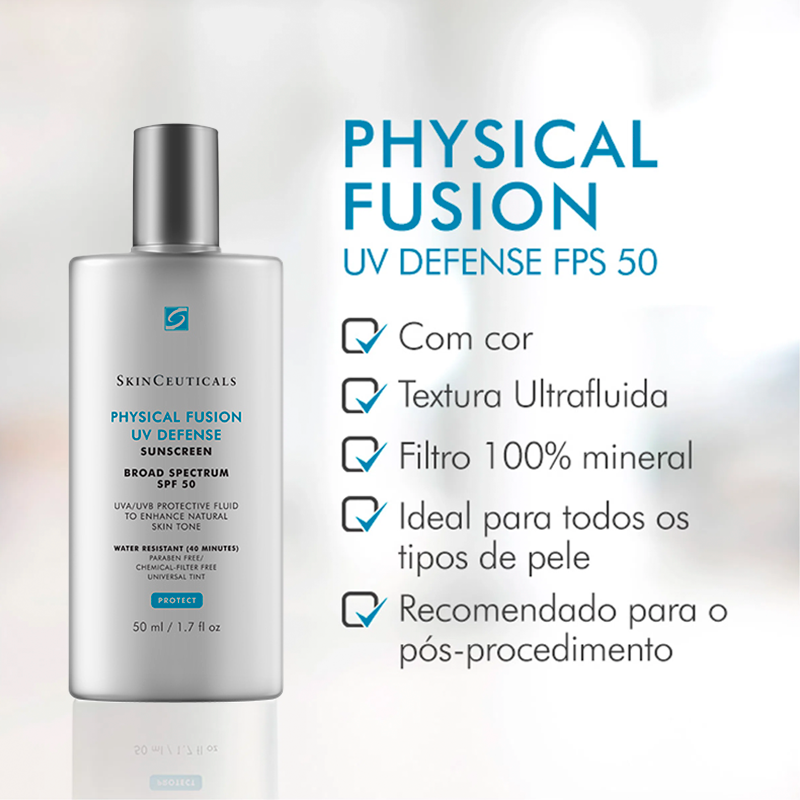 PHYSICAL
FUSION
UV DEFENSE FPS 50
Com cor
Textura Ultrafluida
Filtro 100% mineral
Ideal para todos os
tipos de pele
Recomendado para o
pós-procedimento
SKINCEUTICALS
PHYSICAL FUSION
UV DEFENSE
SUNSCREEN
BROAD SPECTRUM
SPF 50
UVA/UVB PROTECTIVE FLUID
TO ENHANCE NATURAL
SKIN TONE
WATER RESISTANT (40 MINUTES)
PARABEN FREE/
CHEMICAL-FILTER FREE
UNIVERSAL TINT
PROTECT
50 ml / 1.7 fl oz